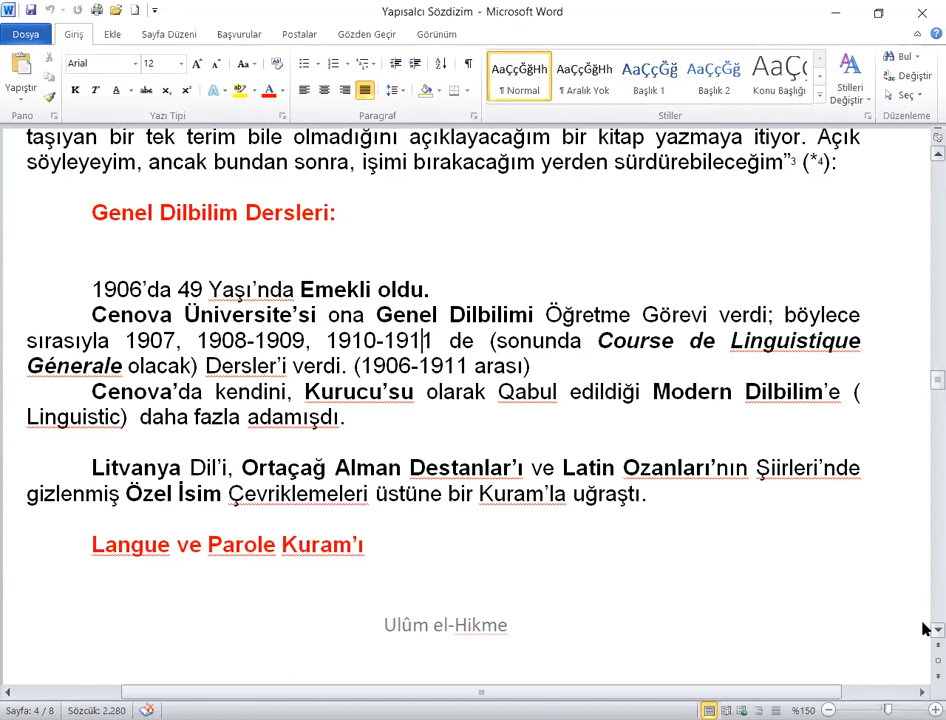 Yapısalcı Sözdizim - Microsoft Word
Dosya Giriş Ekle Sayfa Düzeni Başvurular Postalar Gözden Geçir Görünüm
Yapıştır
Pano
Arial 12
Yazı Tipi
Paragraf
AaÇçĞğHh AaÇçĞğHh AaÇçĞğ AaÇçĞğ AaÇç
¶ Normal ¶ Aralık Yok Başlık 1 Başlık 2 Konu Başlığı
Stiller
Stilleri Değiştir
Bul
Değiştir
Seç
Düzenleme
taşıyan bir tek terim bile olmadığını açıklayacağım bir kitap yazmaya itiyor. Açık
söyleyeyim, ancak bundan sonra, işimi bırakacağım yerden sürdürebileceğim”3 (*4):
Genel Dilbilim Dersleri:
1906’da 49 Yaşı’nda Emekli oldu.
Cenova Üniversite’si ona Genel Dilbilimi Öğretme Görevi verdi; böylece
sırasıyla 1907, 1908-1909, 1910-1911 de (sonunda Course de Linguistique
Génerale olacak) Dersler’i verdi. (1906-1911 arası)
Cenova’da kendini, Kurucu’su olarak Qabul edildiği Modern Dilbilim’e (
Linguistic) daha fazla adamışdı.
Litvanya Dil’i, Ortaçağ Alman Destanlar’ı ve Latin Ozanları’nın Şiirleri’nde
gizlenmiş Özel İsim Çevriklemeleri üstüne bir Kuram’la uğraştı.
Langue ve Parole Kuram’ı
Ulûm el-Hikme
Sayfa: 4 / 8 Sözcük: 2.280 %150